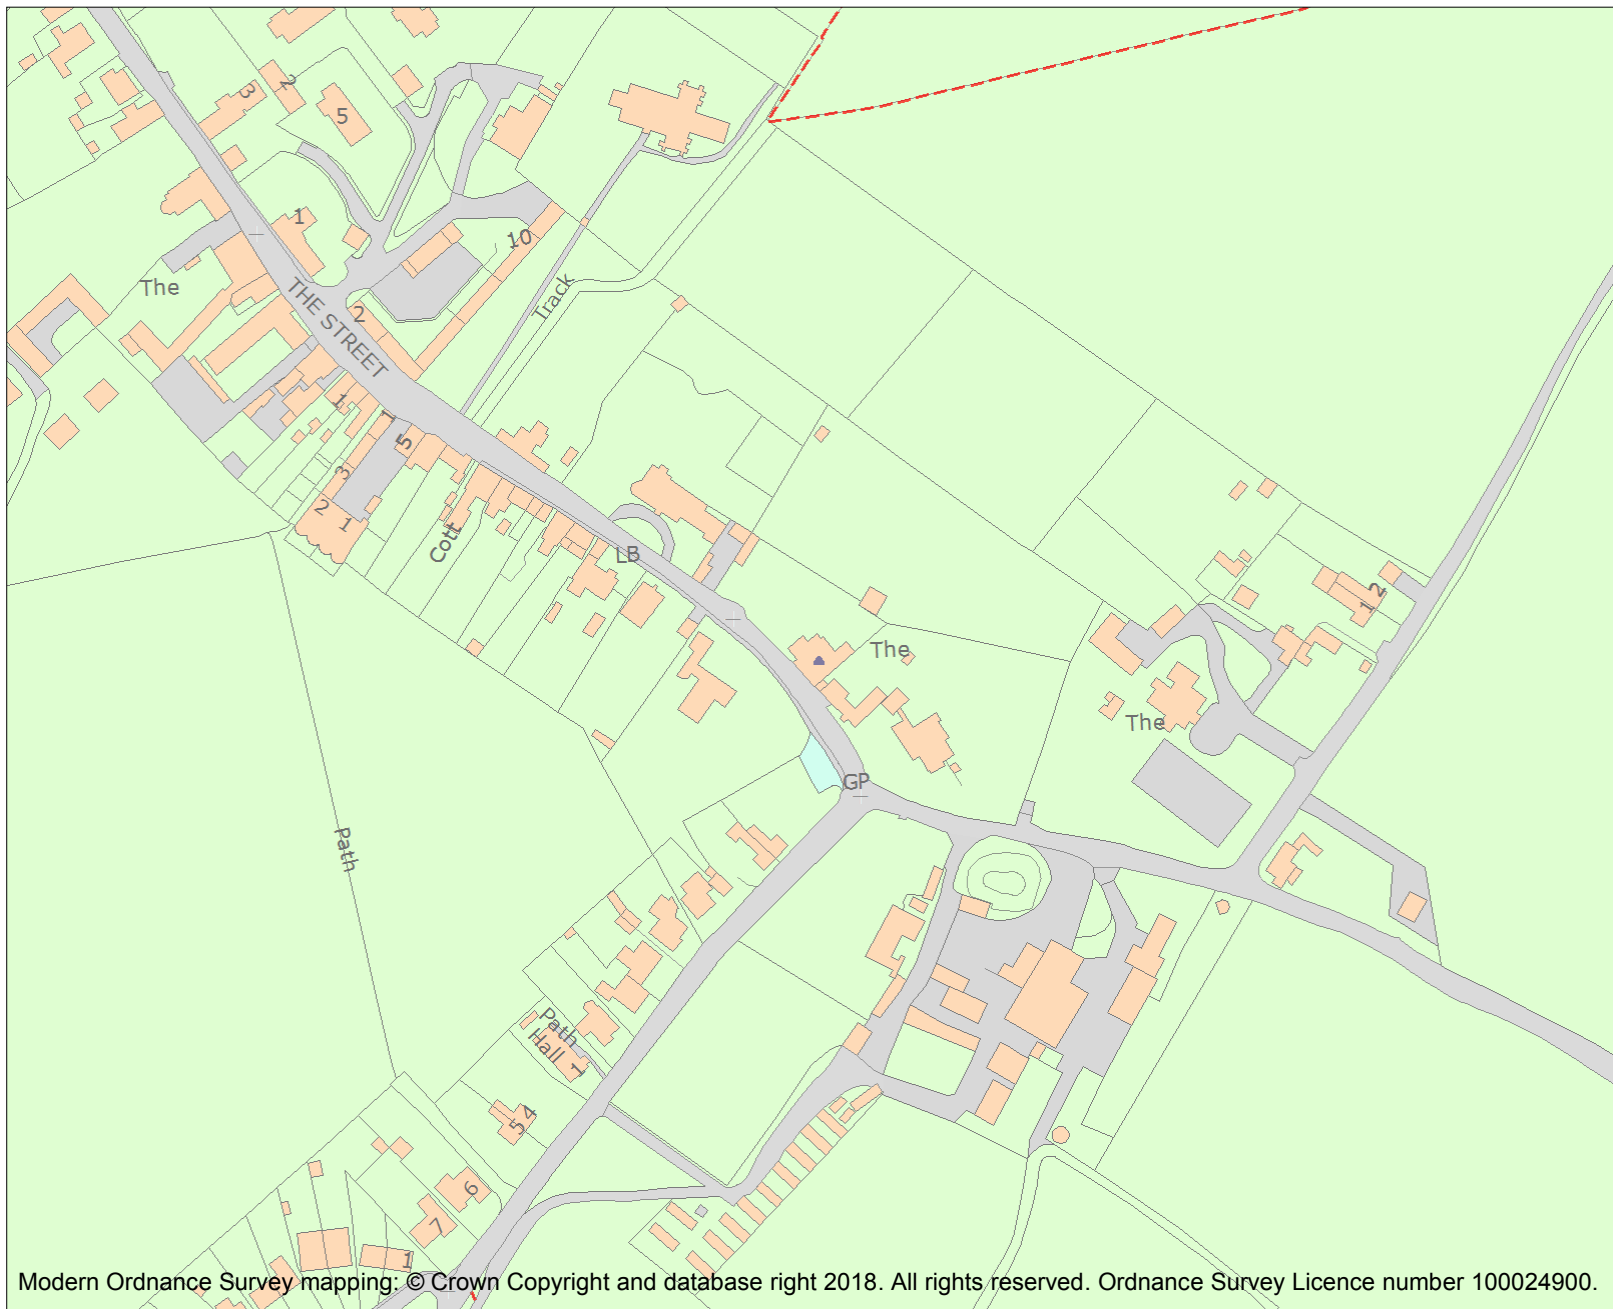 2
3
5
1
10
The
Track
2
THE STREET
1
1
5
3
2
1
Cott
LB
The
1 2
The
GP
Path
Path
Hall
1
5 4
6
7
1
Modern Ordnance Survey mapping: © Crown Copyright and database right 2018. All rights reserved. Ordnance Survey Licence number 100024900.